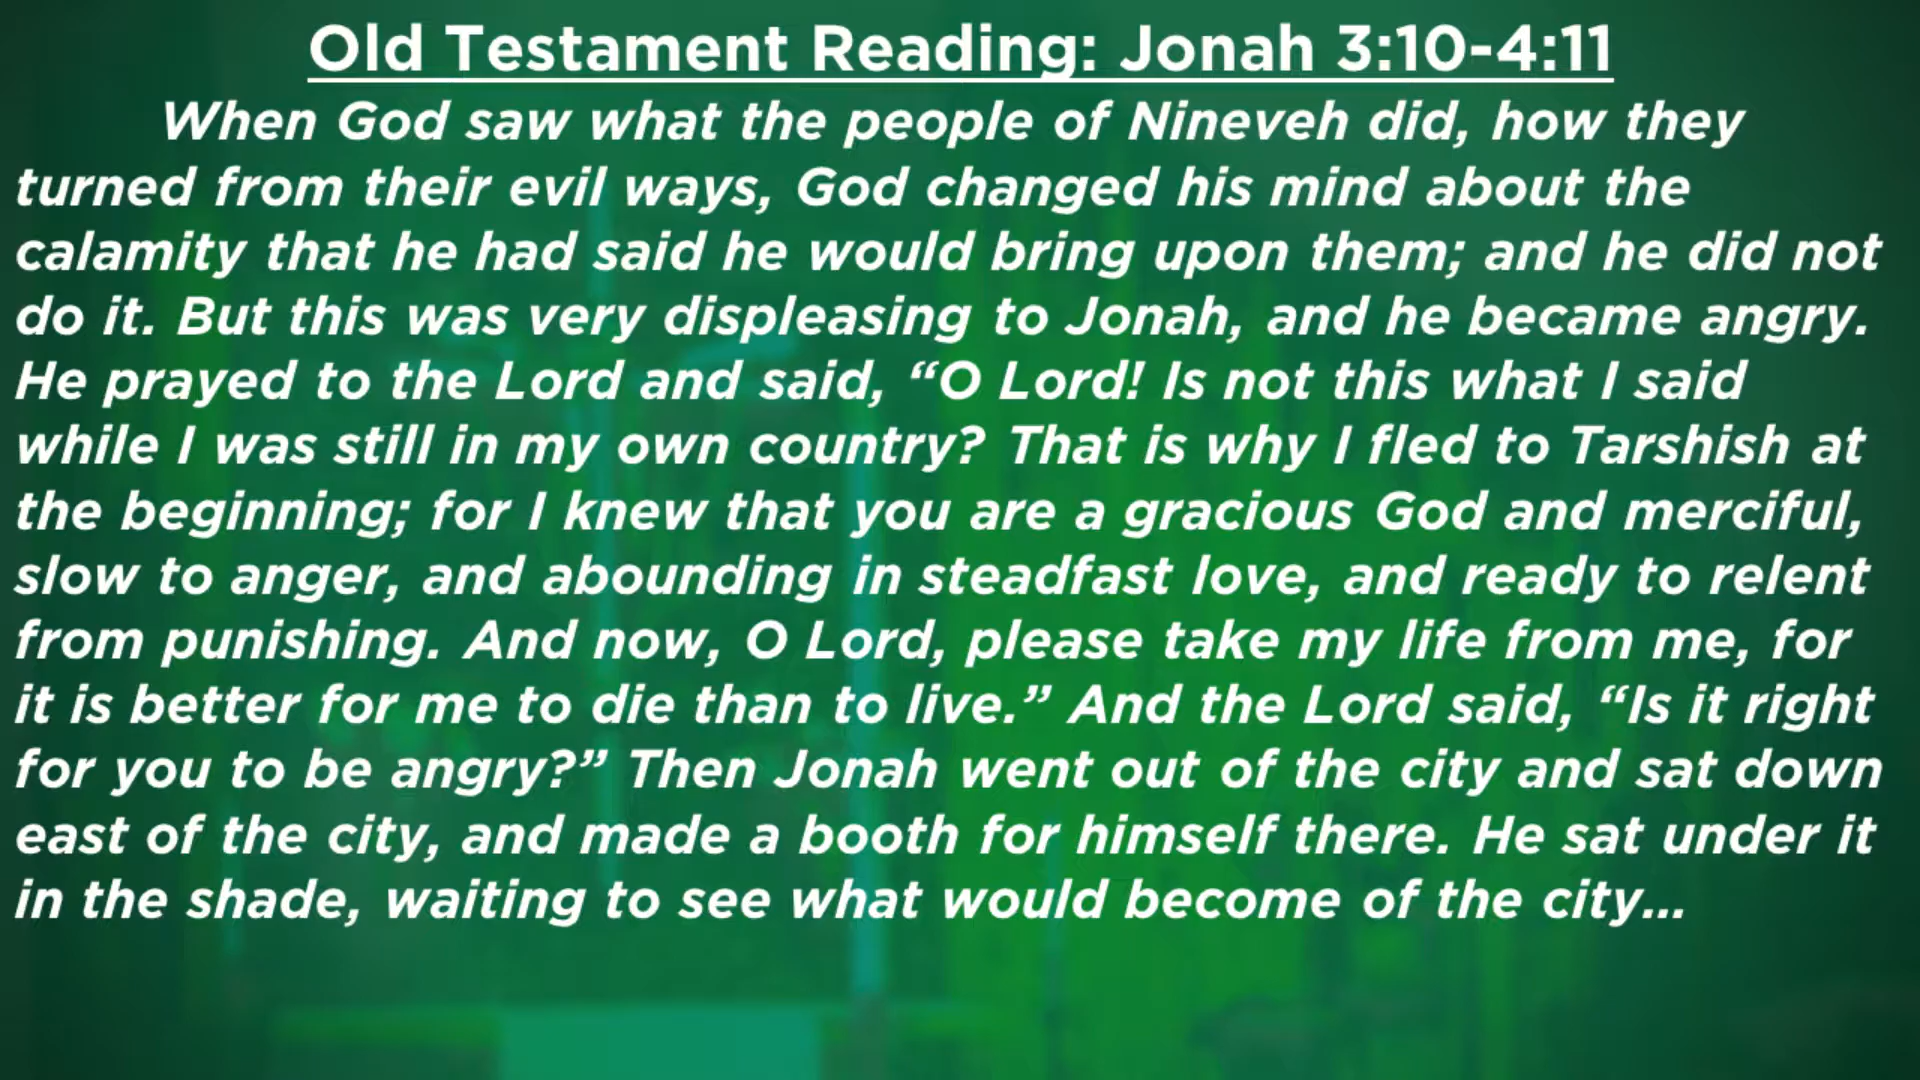 Old Testament Reading: Jonah 3:10-4:11
When God saw what the people of Nineveh did, how they
turned from their evil ways, God changed his mind about the
calamity that he had said he would bring upon them; and he did not
do it. But this was very displeasing to Jonah, and he became angry.
He prayed to the Lord and said, “O Lord! Is not this what I said
while I was still in my own country? That is why I fled to Tarshish at
the beginning; for I knew that you are a gracious God and merciful,
slow to anger, and abounding in steadfast love, and ready to relent
from punishing. And now, O Lord, please take my life from me, for
it is better for me to die than to live.” And the Lord said, “Is it right
for you to be angry?” Then Jonah went out of the city and sat down
east of the city, and made a booth for himself there. He sat under it
in the shade, waiting to see what would become of the city...